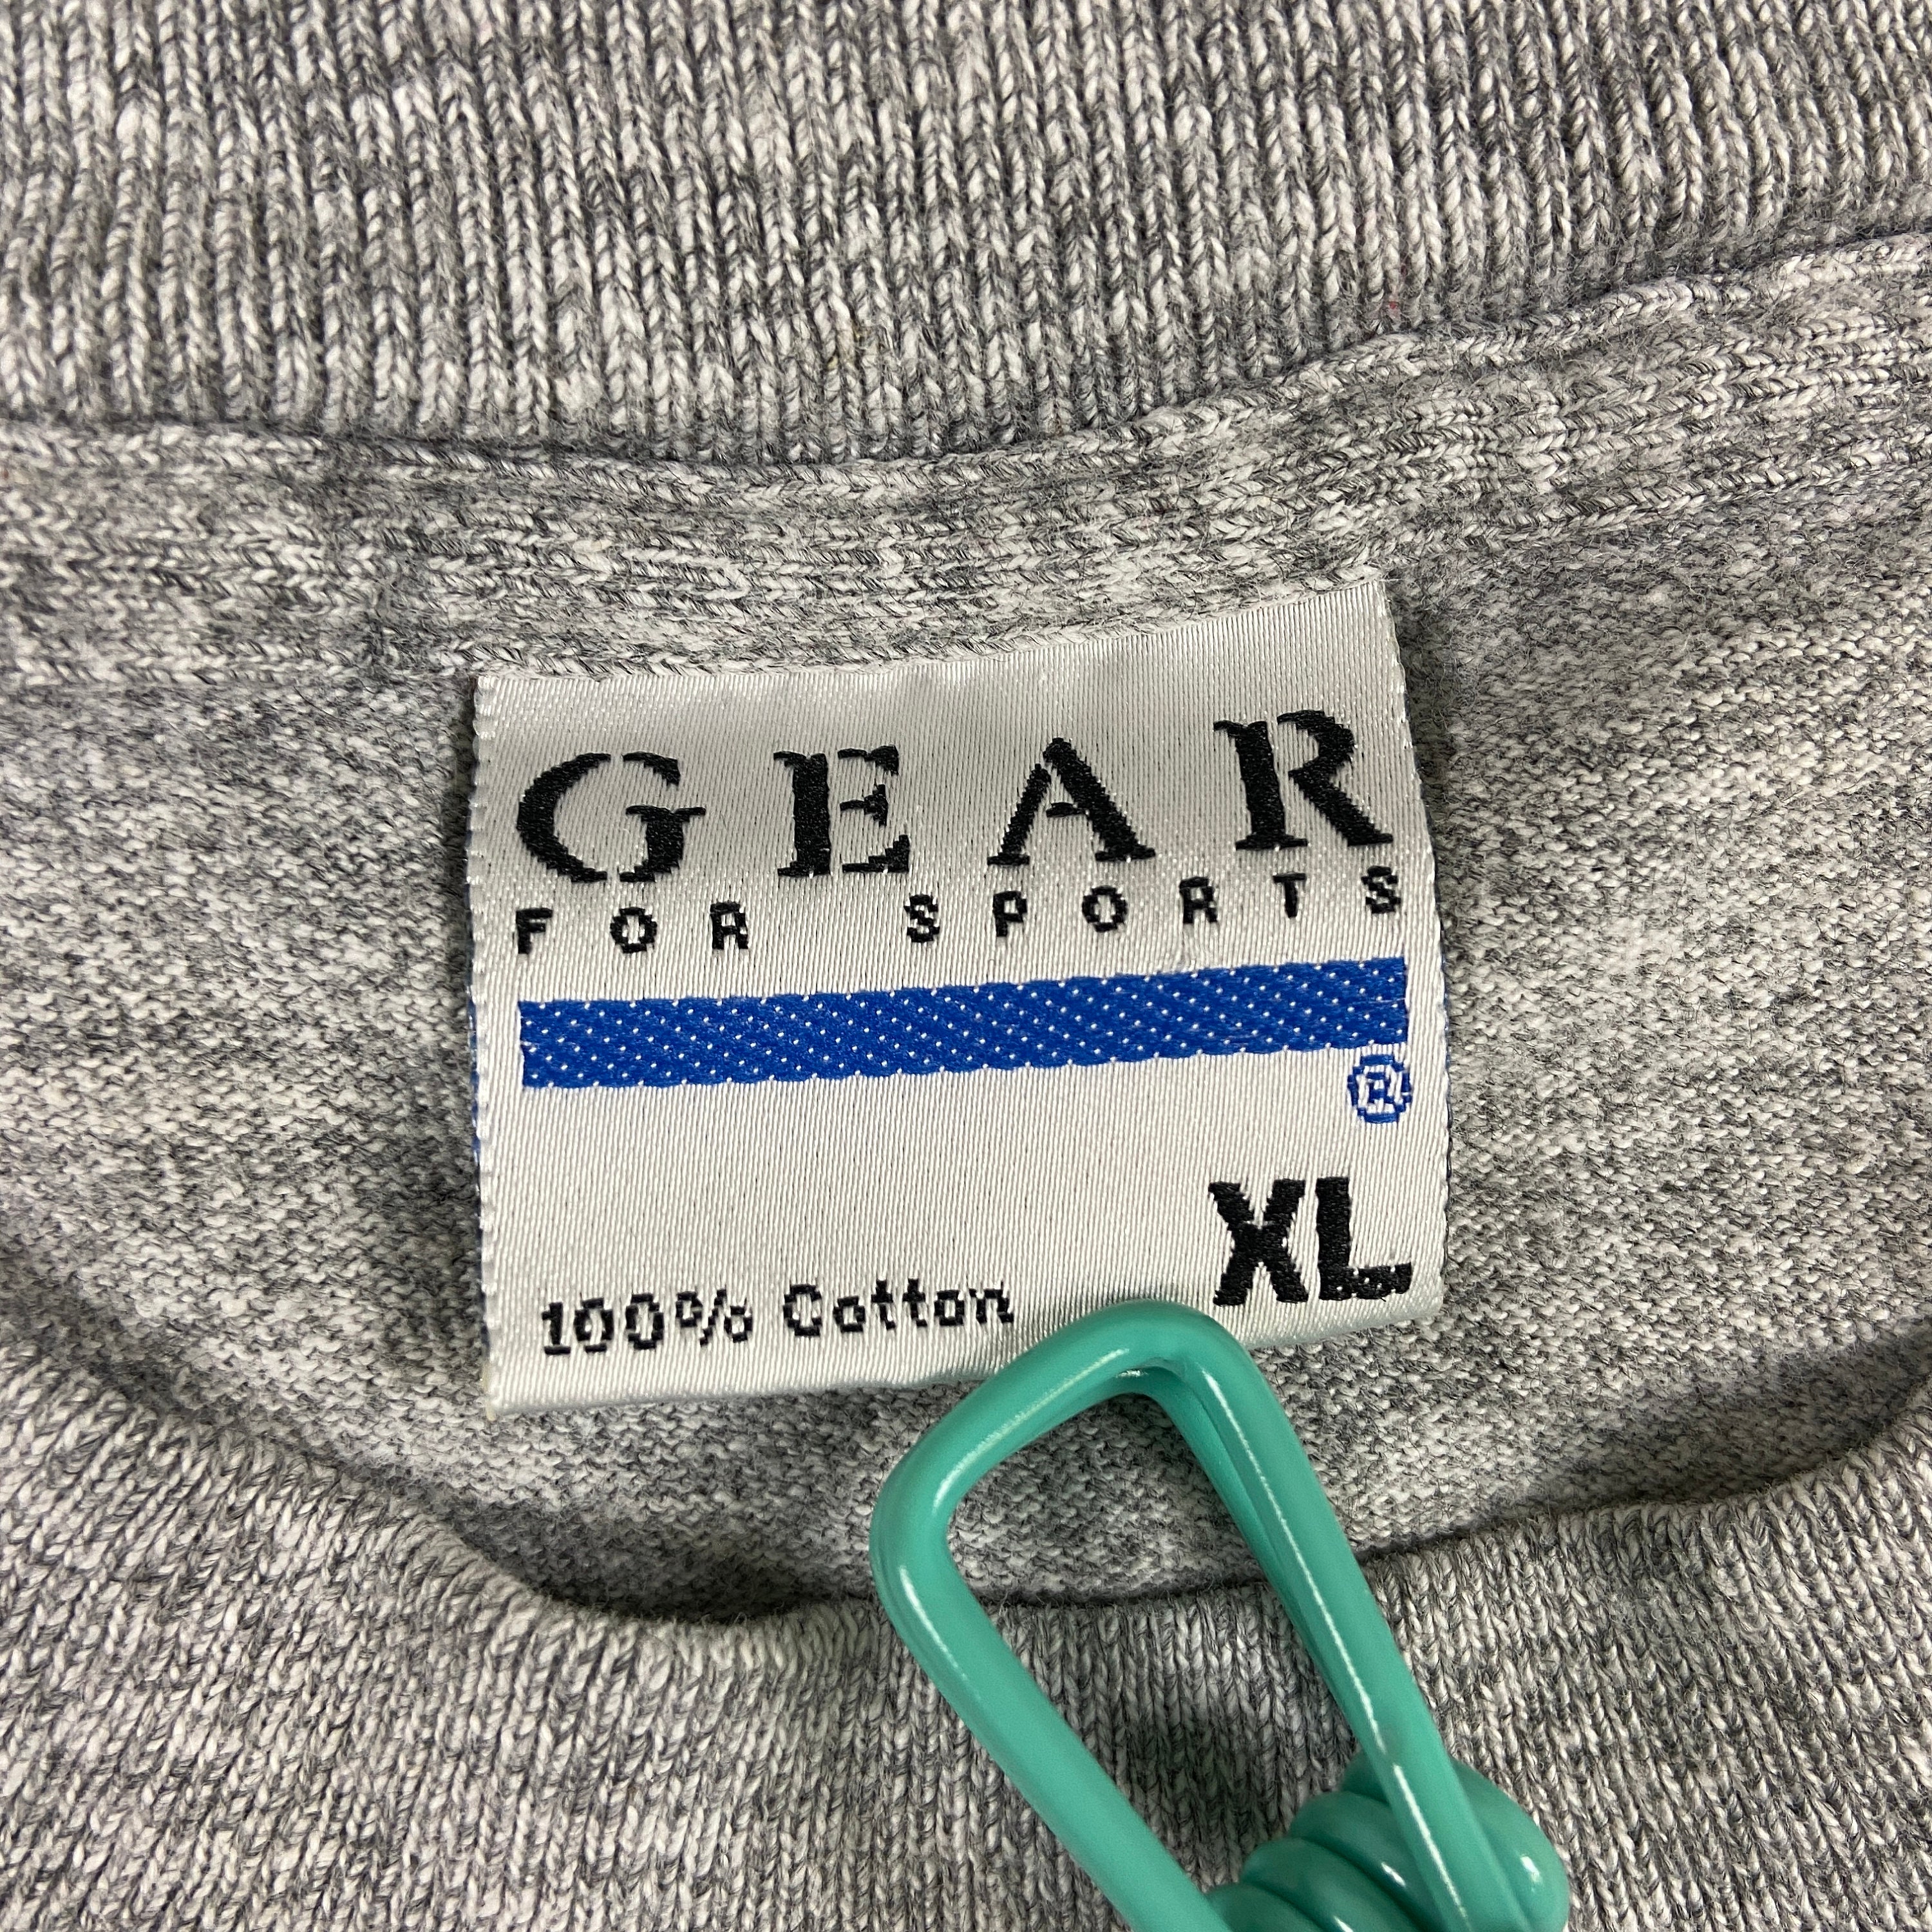 GEAR
FOR SPORTS
®
XL
100% Cotton